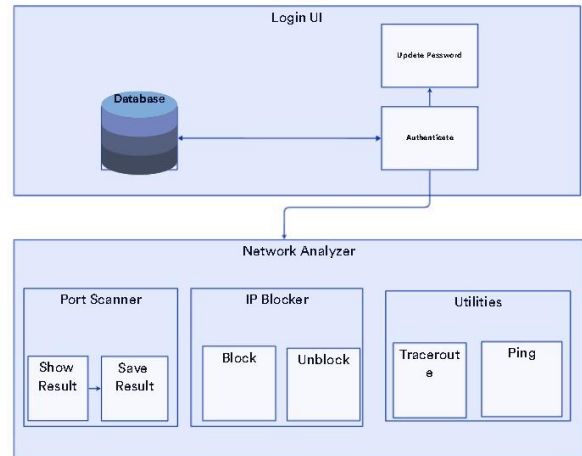 Login UI
Update Password
Database
Authenticate
Network Analyzer
Port Scanner
IP Blocker
Utilities
Show
Result
Save
Result
Block
Unblock
Tracerout
e
Ping